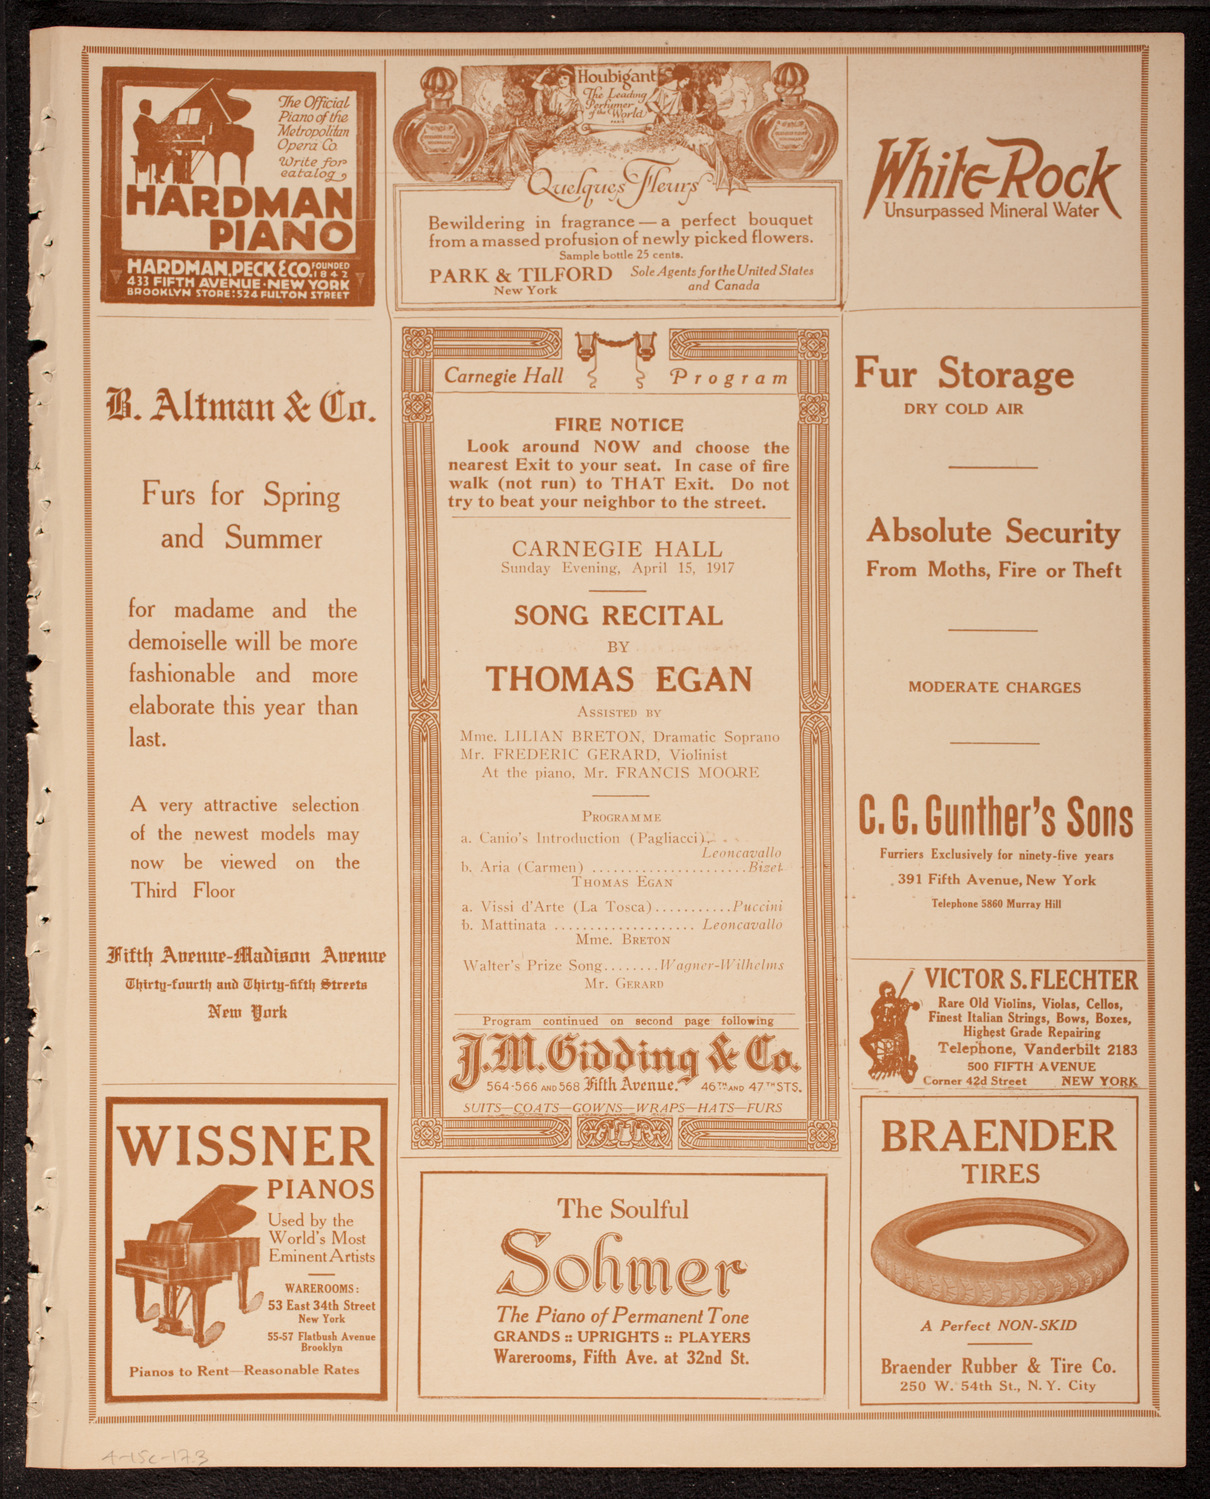 The Official
Piano of the
Metropolitan
Opera Co.
Write for
catalog
HARDMAN
PIANO
HARDMAN, PECK & CO. FOUNDED 1842
433 FIFTH AVENUE · NEW YORK
BROOKLYN STORE: 524 FULTON STREET
Houbigant
The Leading
Perfumer
of the World
PARIS
Quelques Fleurs
Bewildering in fragrance — a perfect bouquet
from a massed profusion of newly picked flowers.
Sample bottle 25 cents.
PARK & TILFORD
New York
Sole Agents for the United States
and Canada
White Rock
Unsurpassed Mineral Water
B. Altman & Co.
Furs for Spring
and Summer
for madame and the
demoiselle will be more
fashionable and more
elaborate this year than
last.
A very attractive selection
of the newest models may
now be viewed on the
Third Floor
Fifth Avenue-Madison Avenue
Thirty-fourth and Thirty-fifth Streets
New York
Carnegie Hall Program
FIRE NOTICE
Look around NOW and choose the
nearest Exit to your seat. In case of fire
walk (not run) to THAT Exit. Do not
try to beat your neighbor to the street.
CARNEGIE HALL
Sunday Evening, April 15, 1917
SONG RECITAL
BY
THOMAS EGAN
ASSISTED BY
Mme. LILIAN BRETON, Dramatic Soprano
Mr. FREDERIC GERARD, Violinist
At the piano, Mr. FRANCIS MOORE
PROGRAMME
a. Canio's Introduction (Pagliacci),
Leoncavallo
b. Aria (Carmen) ......................Bizet
THOMAS EGAN
a. Vissi d'Arte (La Tosca)...........Puccini
b. Mattinata .................... Leoncavallo
Mme. BRETON
Walter's Prize Song........Wagner-Wilhelms
Mr. GERARD
Program continued on second page following
J. M. Gidding & Co.
564-566 AND 568 Fifth Avenue. 46TH AND 47TH STS.
SUITS—COATS—GOWNS—WRAPS—HATS—FURS
Fur Storage
DRY COLD AIR
Absolute Security
From Moths, Fire or Theft
MODERATE CHARGES
C. G. Gunther's Sons
Furriers Exclusively for ninety-five years
391 Fifth Avenue, New York
Telephone 5860 Murray Hill
VICTOR S. FLECHTER
Rare Old Violins, Violas, Cellos,
Finest Italian Strings, Bows, Boxes,
Highest Grade Repairing
Telephone, Vanderbilt 2183
500 FIFTH AVENUE
Corner 42d Street NEW YORK
WISSNER
PIANOS
Used by the
World's Most
Eminent Artists
WAREROOMS:
53 East 34th Street
New York
55-57 Flatbush Avenue
Brooklyn
Pianos to Rent—Reasonable Rates
The Soulful
Sohmer
The Piano of Permanent Tone
GRANDS :: UPRIGHTS :: PLAYERS
Warerooms, Fifth Ave. at 32nd St.
BRAENDER
TIRES
A Perfect NON-SKID
Braender Rubber & Tire Co.
250 W. 54th St., N. Y. City
4-15c-17.3